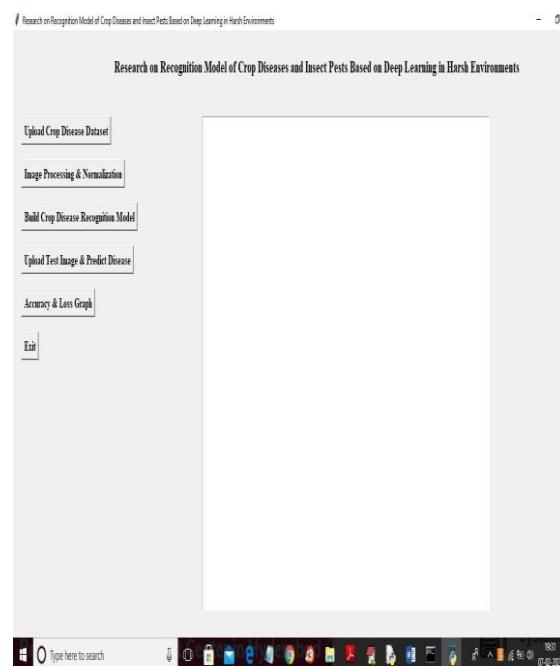 Research on Recognition Model of Crop Diseases and Insect Pests Based on Deep Learning in Harsh Environments
Research on Recognition Model of Crop Diseases and Insect Pests Based on Deep Learning in Harsh Environments
Upload Crop Disease Dataset
Image Processing & Normalization
Build Crop Disease Recognition Model
Upload Test Image & Predict Disease
Accuracy & Loss Graph
Exit
Type here to search